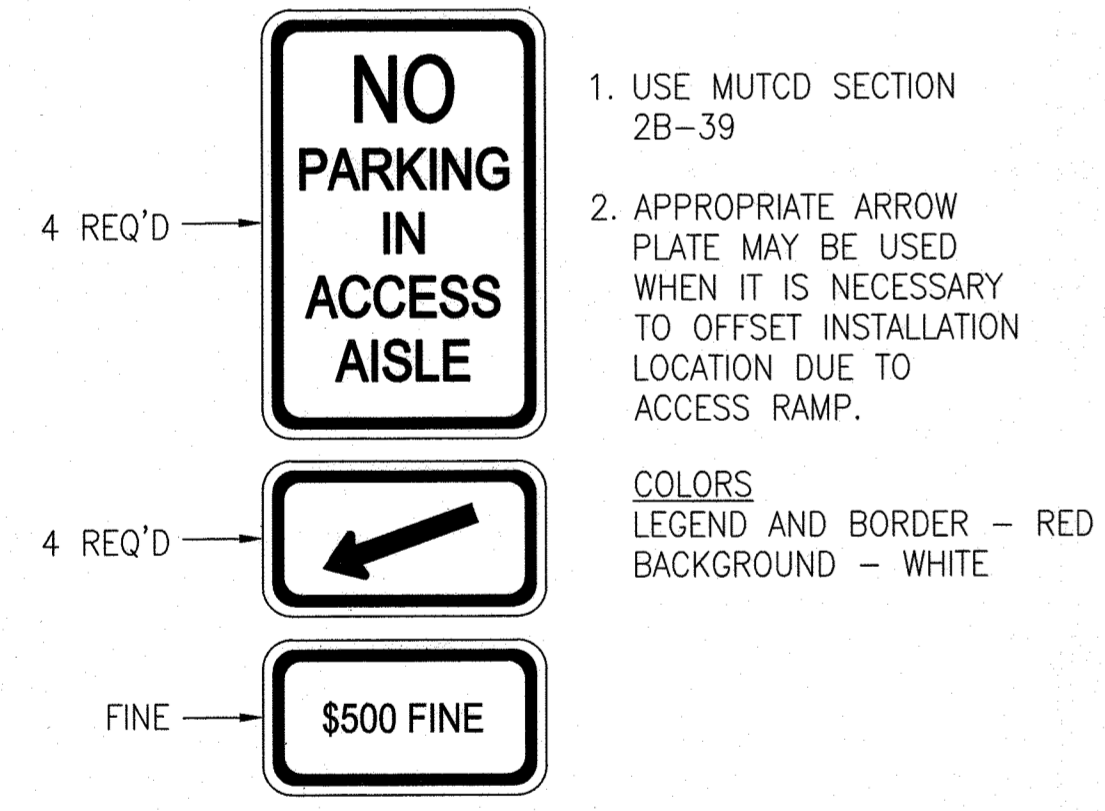 NO
PARKING
IN
ACCESS
AISLE
4 REQ'D
4 REQ'D
FINE
$500 FINE
1. USE MUTCD SECTION
2B-39
2. APPROPRIATE ARROW
PLATE MAY BE USED
WHEN IT IS NECESSARY
TO OFFSET INSTALLATION
LOCATION DUE TO
ACCESS RAMP.
COLORS
LEGEND AND BORDER - RED
BACKGROUND - WHITE